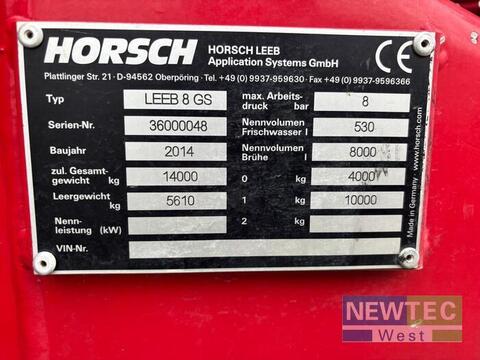 HORSCH
HORSCH LEEB
Application Systems GmbH
CE
Plattlinger Str. 21 · D-94562 Oberpöring · Tel. +49 (0) 9937-959630 · Fax +49 (0) 9937-9596366
Typ LEEB 8 GS
Serien-Nr. 36000048
Baujahr 2014
zul. Gesamt-
gewicht kg 14000
Leergewicht
kg 5610
Nenn-
leistung (kW)
VIN-Nr.
max. Arbeits-
druck bar 8
Nennvolumen
Frischwasser l 530
Nennvolumen
Brühe l 8000
0 kg 4000
1 kg 10000
2 kg
www.horsch.com
Made in Germany
NEWTEC
West